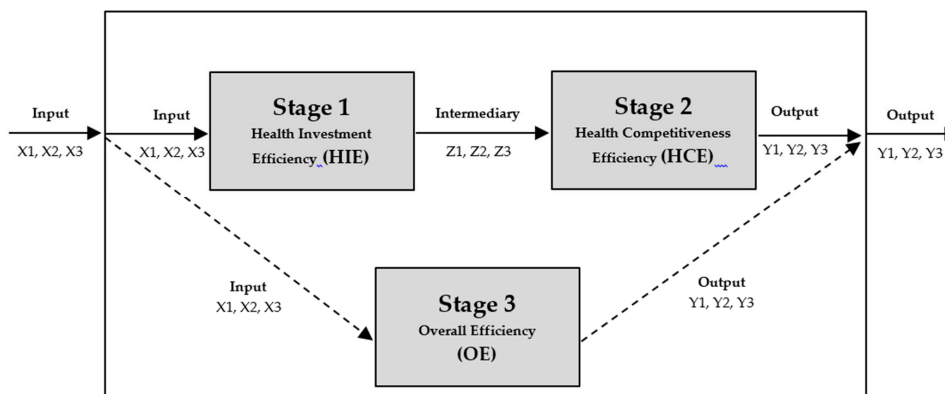 Input
X1, X2, X3
Input
X1, X2, X3
Stage 1
Health Investment
Efficiency (HIE)
Intermediary
Z1, Z2, Z3
Stage 2
Health Competitiveness
Efficiency (HCE)
Output
Y1, Y2, Y3
Output
Y1, Y2, Y3
Input
X1, X2, X3
Stage 3
Overall Efficiency
(OE)
Output
Y1, Y2, Y3